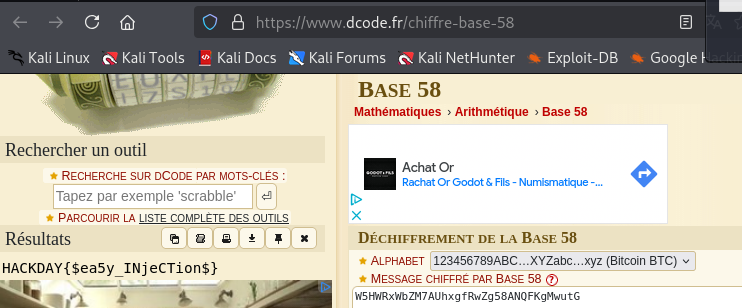 https://www.dcode.fr/chiffre-base-58
Kali Linux Kali Tools Kali Docs Kali Forums Kali NetHunter Exploit-DB Google Hackis
Rechercher un outil
★ Recherche sur dCode par mots-clés :
Tapez par exemple 'scrabble'
★ Parcourir la liste complète des outils
Résultats
HACKDAY{$ea5y_INjeCTion$}
Base 58
Mathématiques › Arithmétique › Base 58
Achat Or
Rachat Or Godot & Fils - Numismatique -...
Déchiffrement de la Base 58
★ Alphabet 123456789ABC...XYZabc...xyz (Bitcoin BTC)
★ Message chiffré par Base 58 ?
W5HWRxWbZM7AUhxgfRwZg58ANQFKgMwutG